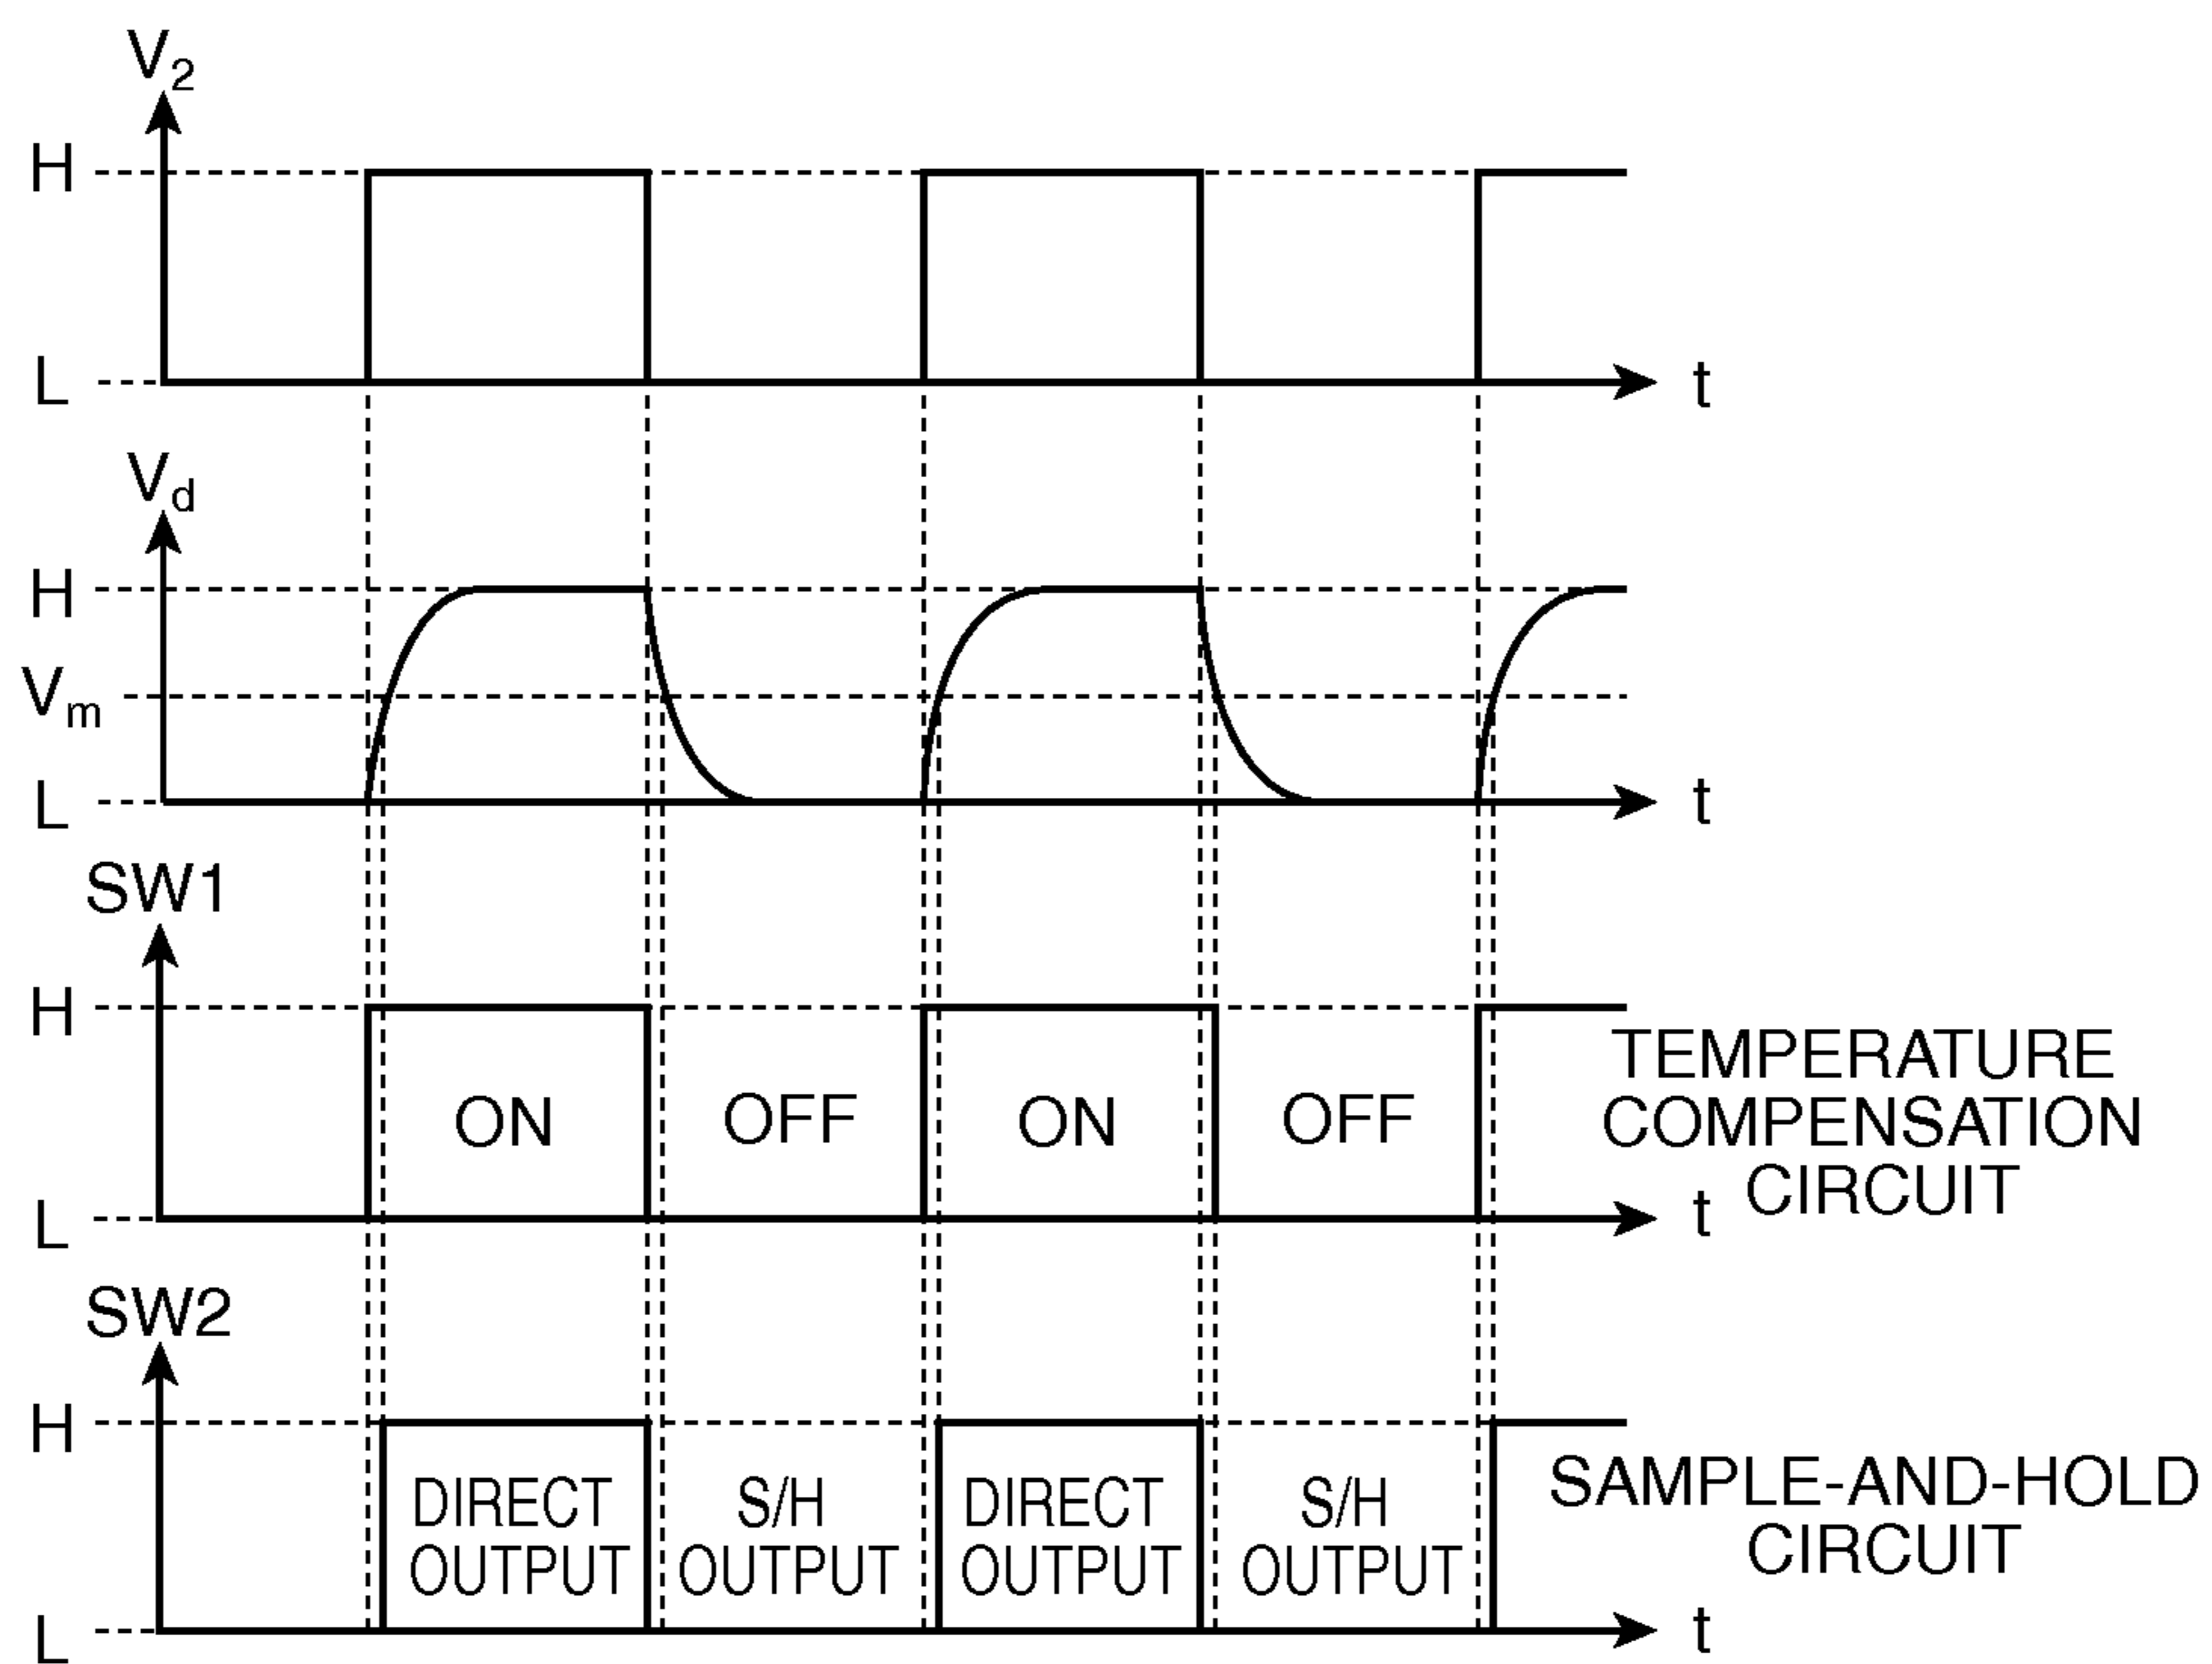 V2
H
L
t
Vd
H
Vm
L
t
SW1
H
ON OFF ON OFF
TEMPERATURE
COMPENSATION
CIRCUIT
L
t
SW2
H
DIRECT
OUTPUT
S/H
OUTPUT
DIRECT
OUTPUT
S/H
OUTPUT
SAMPLE-AND-HOLD
CIRCUIT
L
t